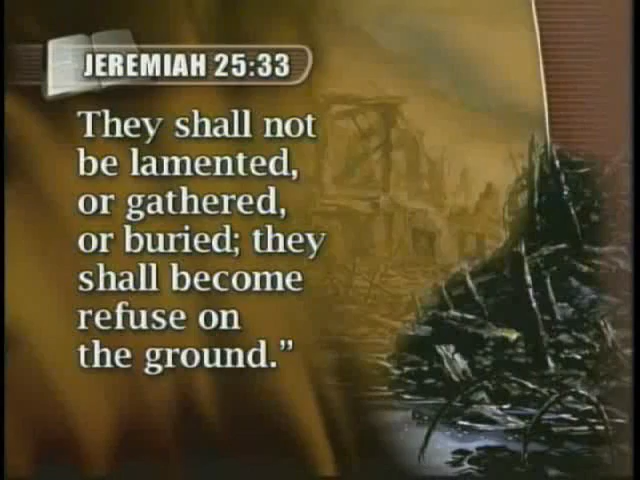 JEREMIAH 25:33
They shall not
be lamented,
or gathered,
or buried; they
shall become
refuse on
the ground.”